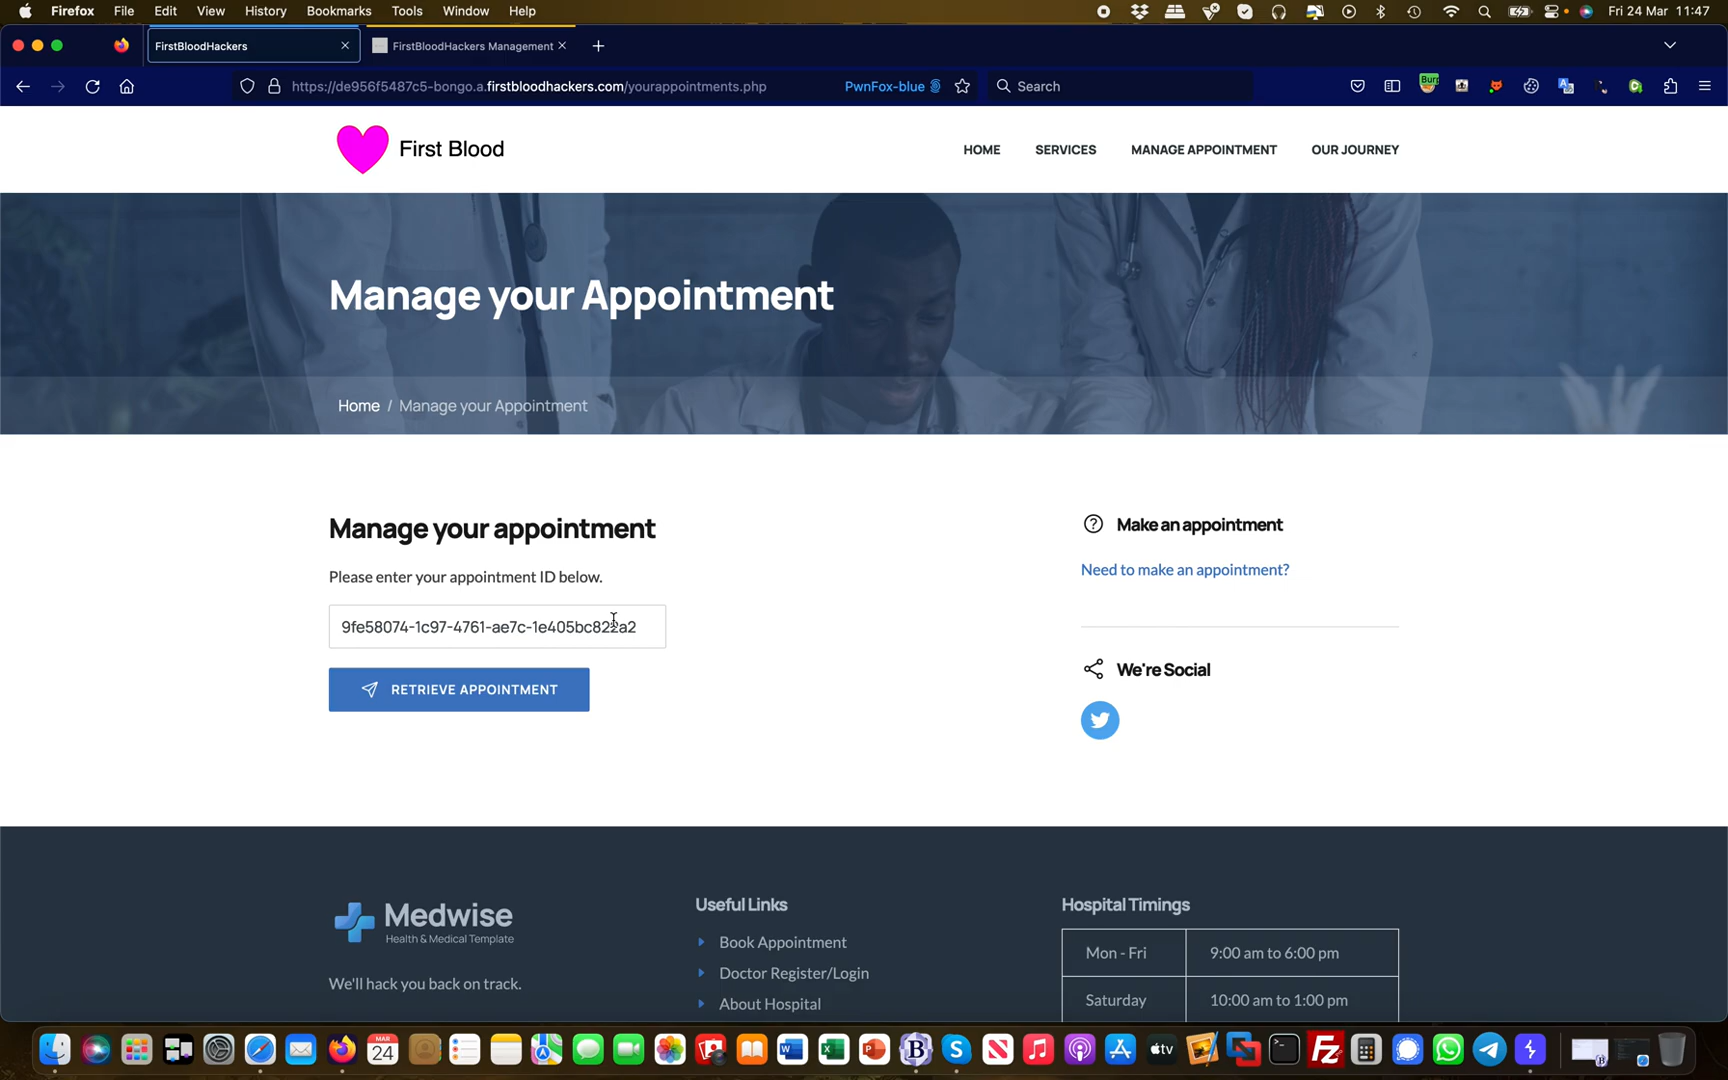 Firefox File Edit View History Bookmarks Tools Window Help Fri 24 Mar 11:47
FirstBloodHackers FirstBloodHackers Management
https://de956f5487c5-bongo.a.firstbloodhackers.com/yourappointments.php PwnFox-blue Search
First Blood
HOME SERVICES MANAGE APPOINTMENT OUR JOURNEY
Manage your Appointment
Home / Manage your Appointment
Manage your appointment
Please enter your appointment ID below.
9fe58074-1c97-4761-ae7c-1e405bc822a2
RETRIEVE APPOINTMENT
Make an appointment
Need to make an appointment?
We're Social
Medwise
Health & Medical Template
We'll hack you back on track.
Useful Links
Book Appointment
Doctor Register/Login
About Hospital
Hospital Timings
Mon - Fri 9:00 am to 6:00 pm
Saturday 10:00 am to 1:00 pm
MAR
24